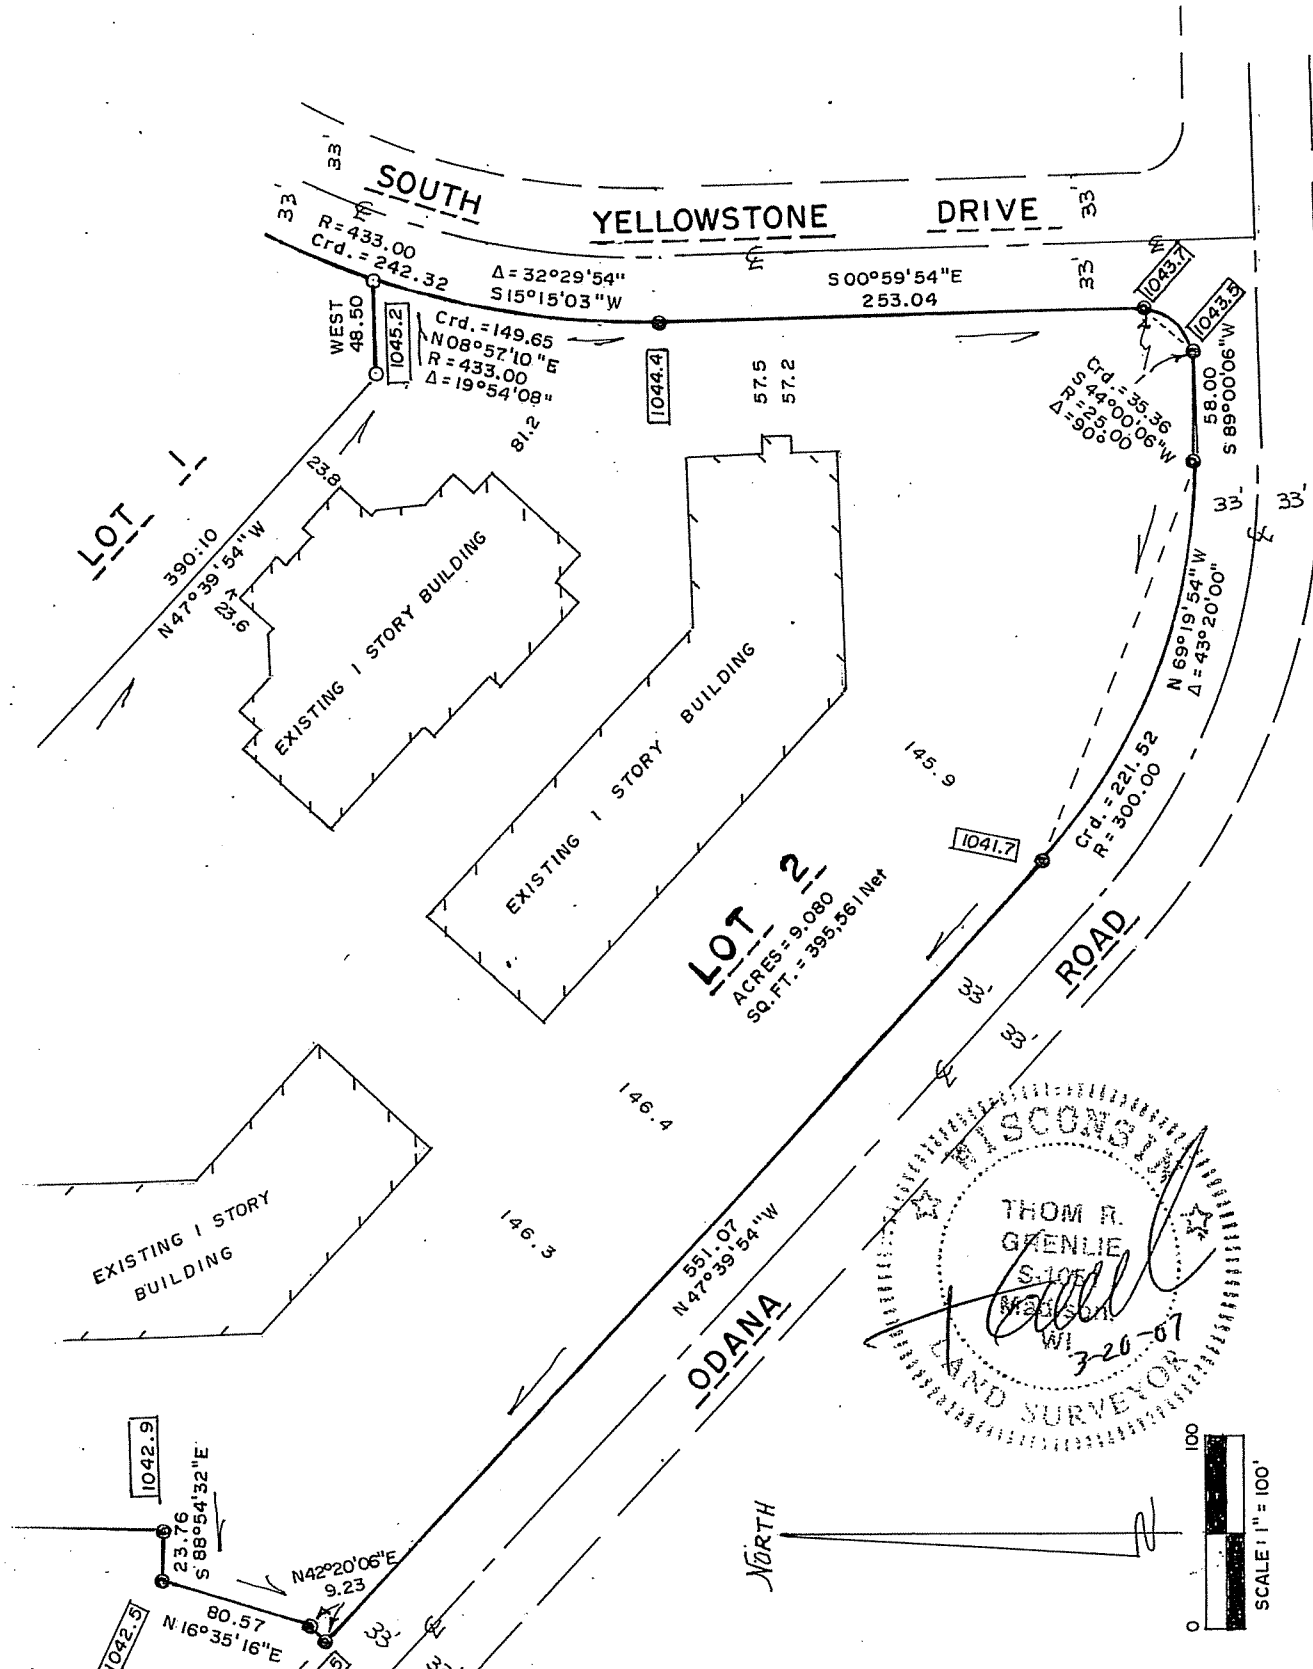 33'
33'
SOUTH
YELLOWSTONE
DRIVE
33'
33'
R=433.00
Crd.=242.32
Δ=32°29'54"
S15°15'03"W
S00°59'54"E
253.04
1043.7
1043.5
WEST
48.50
1045.2
Crd.=149.65
N08°57'10"E
R=433.00
Δ=19°54'08"
1044.4
57.5
57.2
Crd.=35.36
S44°00'06"W
R=25.00
Δ=90°
58.00
S89°00'06"W
81.2
23.8
LOT 1
390.10
N47°39'54"W
23.6
EXISTING 1 STORY BUILDING
EXISTING 1 STORY BUILDING
33'
33'
N69°19'54"W
Δ=43°20'00"
Crd.=221.52
R=300.00
145.9
1041.7
LOT 2
ACRES=9.080
SQ.FT.=395,561 Net
ROAD
33'
33'
146.4
146.3
EXISTING 1 STORY
BUILDING
551.07
N47°39'54"W
ODANA
WISCONSIN
THOM R.
GRENLIE
Madison,
WI
LAND SURVEYOR
3-20-07
1042.9
23.76
S88°54'32"E
N42°20'06"E
9.23
80.57
N16°35'16"E
1042.5
33'
NORTH
0
100
SCALE: 1" = 100'